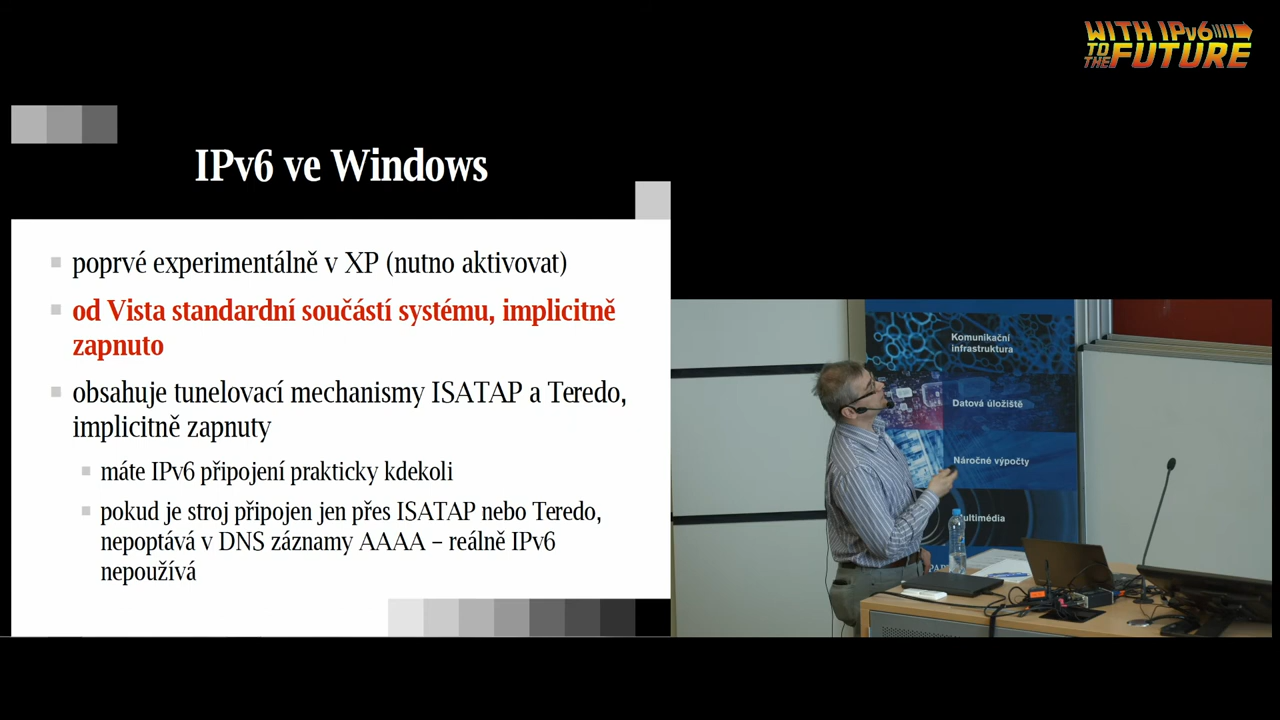 WITH IPv6
TO THE FUTURE
IPv6 ve Windows
poprvé experimentálně v XP (nutno aktivovat)
od Vista standardní součástí systému, implicitně
zapnuto
obsahuje tunelovací mechanismy ISATAP a Teredo,
implicitně zapnuty
máte IPv6 připojení prakticky kdekoli
pokud je stroj připojen jen přes ISATAP nebo Teredo,
nepoptává v DNS záznamy AAAA – reálně IPv6
nepoužívá
Komunikační
infrastruktura
Datová úložiště
Náročné výpočty